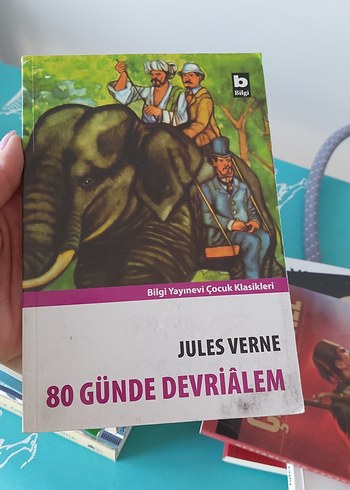 b
Bilgi
Bilgi Yayınevi Çocuk Klasikleri
JULES VERNE
80 GÜNDE DEVRİÂLEM